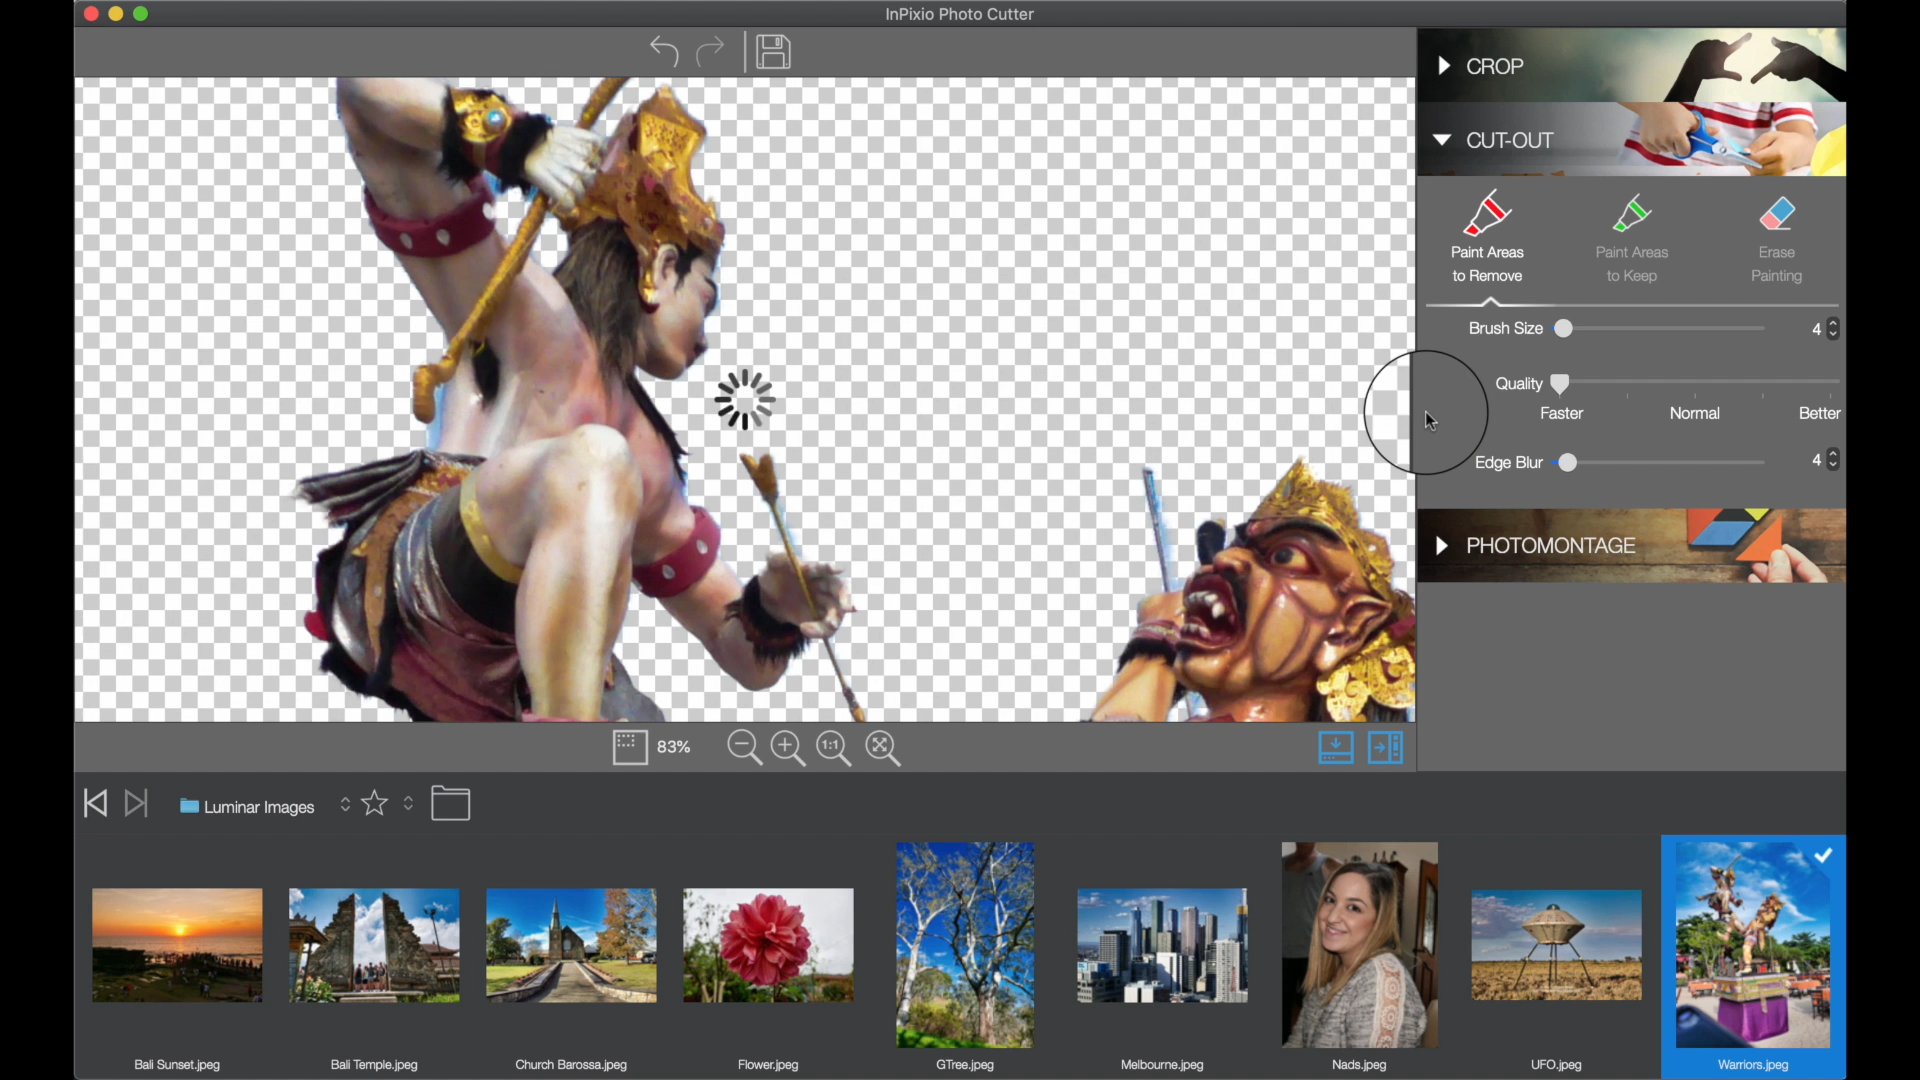 InPixio Photo Cutter
CROP
CUT-OUT
Paint Areas
to Remove
Paint Areas
to Keep
Erase
Painting
Brush Size
4
Quality
Faster
Normal
Better
Edge Blur
4
PHOTOMONTAGE
83%
1:1
Luminar Images
Bali Sunset.jpeg
Bali Temple.jpeg
Church Barossa.jpeg
Flower.jpeg
GTree.jpeg
Melbourne.jpeg
Nads.jpeg
UFO.jpeg
Warriors.jpeg